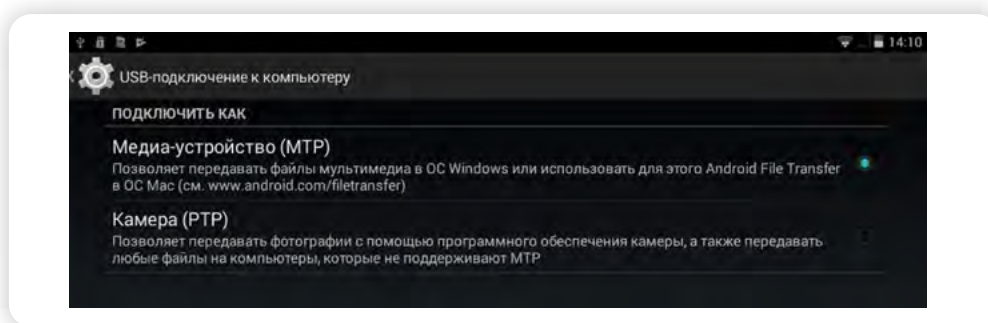 14:10
USB-подключение к компьютеру
ПОДКЛЮЧИТЬ КАК
Медиа-устройство (MTP)
Позволяет передавать файлы мультимедиа в ОС Windows или использовать для этого Android File Transfer
в ОС Mac (см. www.android.com/filetransfer)
Камера (PTP)
Позволяет передавать фотографии с помощью программного обеспечения камеры, а также передавать
любые файлы на компьютеры, которые не поддерживают MTP